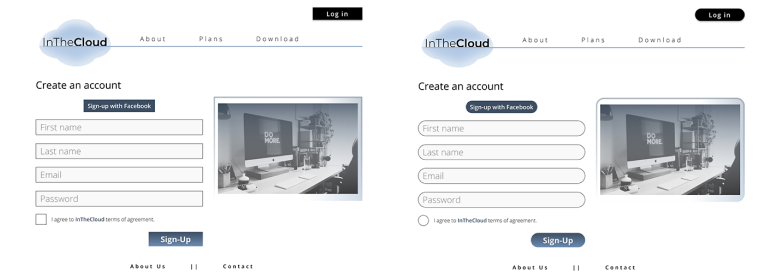 Log in
InTheCloud About Plans Download
Create an account
Sign-up with Facebook
First name
Last name
Email
Password
I agree to InTheCloud terms of agreement.
Sign-Up
DO
MORE.
About Us || Contact
Log in
InTheCloud About Plans Download
Create an account
Sign-up with Facebook
First name
Last name
Email
Password
I agree to InTheCloud terms of agreement.
Sign-Up
DO
MORE.
About Us || Contact